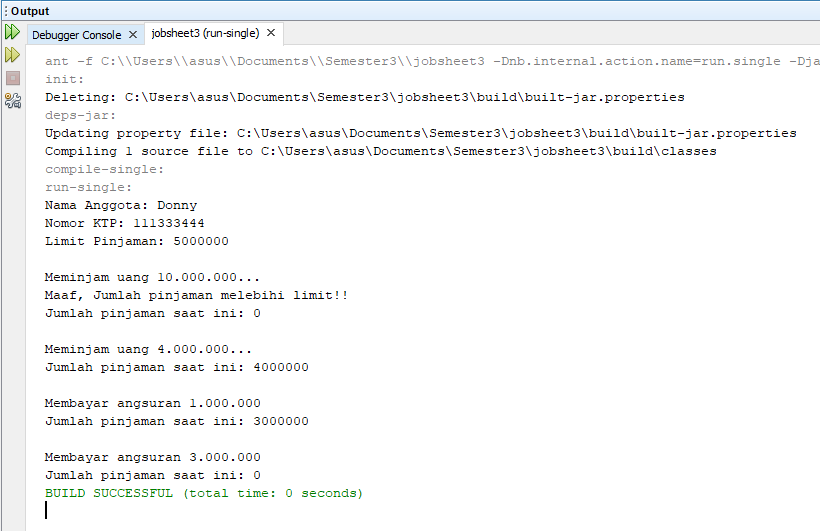 Output
Debugger Console
jobsheet3 (run-single)
ant -f C:\\Users\\asus\\Documents\\Semester3\\jobsheet3 -Dnb.internal.action.name=run.single -Dja
init:
Deleting: C:\Users\asus\Documents\Semester3\jobsheet3\build\built-jar.properties
deps-jar:
Updating property file: C:\Users\asus\Documents\Semester3\jobsheet3\build\built-jar.properties
Compiling 1 source file to C:\Users\asus\Documents\Semester3\jobsheet3\build\classes
compile-single:
run-single:
Nama Anggota: Donny
Nomor KTP: 111333444
Limit Pinjaman: 5000000
Meminjam uang 10.000.000...
Maaf, Jumlah pinjaman melebihi limit!!
Jumlah pinjaman saat ini: 0
Meminjam uang 4.000.000...
Jumlah pinjaman saat ini: 4000000
Membayar angsuran 1.000.000
Jumlah pinjaman saat ini: 3000000
Membayar angsuran 3.000.000
Jumlah pinjaman saat ini: 0
BUILD SUCCESSFUL (total time: 0 seconds)